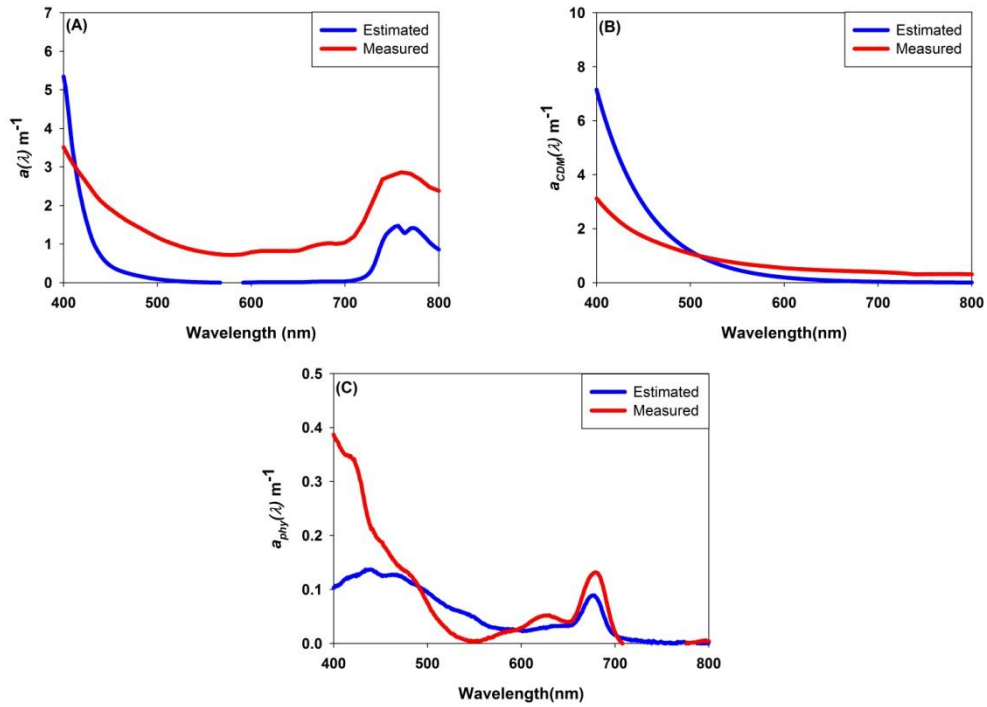 (A)
Estimated
Measured
a(λ) m-1
7
6
5
4
3
2
1
0
400 500 600 700 800
Wavelength (nm)
(B)
Estimated
Measured
aCDM(λ) m-1
10
8
6
4
2
0
400 500 600 700 800
Wavelength(nm)
(C)
Estimated
Measured
aphy(λ) m-1
0.5
0.4
0.3
0.2
0.1
0.0
400 500 600 700 800
Wavelength(nm)